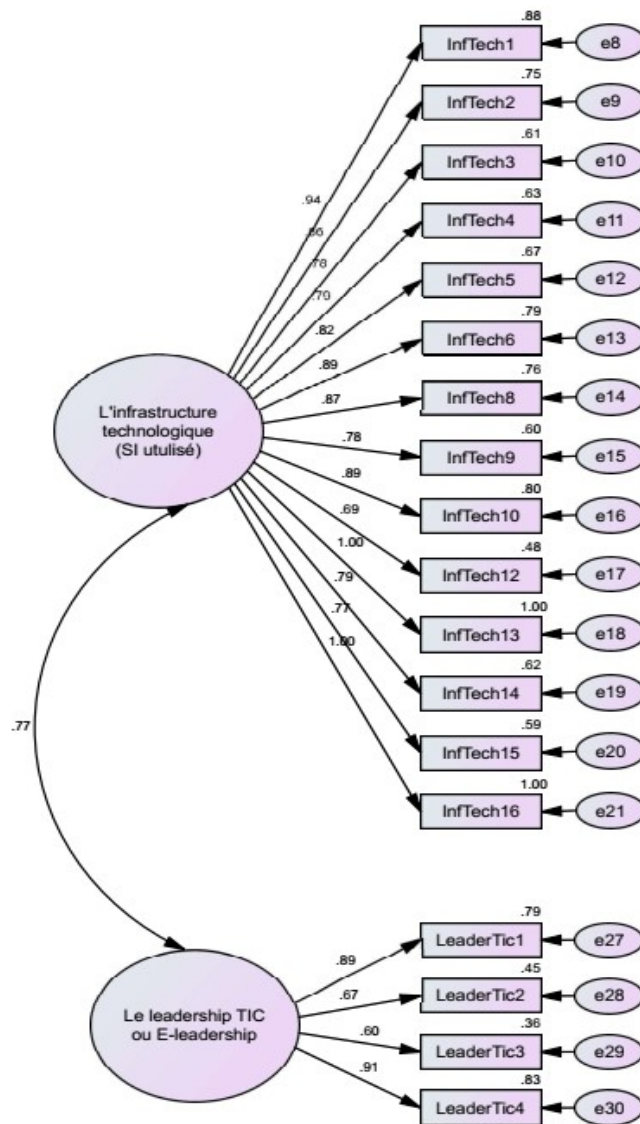 .88
InfTech1
e8
.75
InfTech2
e9
.61
InfTech3
e10
.63
InfTech4
e11
.67
InfTech5
e12
.79
InfTech6
e13
.76
InfTech8
e14
.60
InfTech9
e15
.80
InfTech10
e16
.48
InfTech12
e17
1.00
InfTech13
e18
.62
InfTech14
e19
.59
InfTech15
e20
1.00
InfTech16
e21
.94
.86
.78
.79
.82
.89
.87
.78
.89
.69
1.00
.79
.77
1.00
L'infrastructure
technologique
(SI utulisé)
.77
.79
LeaderTic1
e27
.45
LeaderTic2
e28
.36
LeaderTic3
e29
.83
LeaderTic4
e30
.89
.67
.60
.91
Le leadership TIC
ou E-leadership